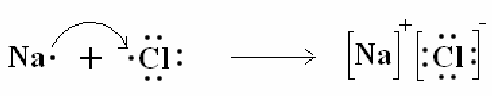 Na· + ·Cl: ⟶ [Na]⁺ [:Cl:]⁻